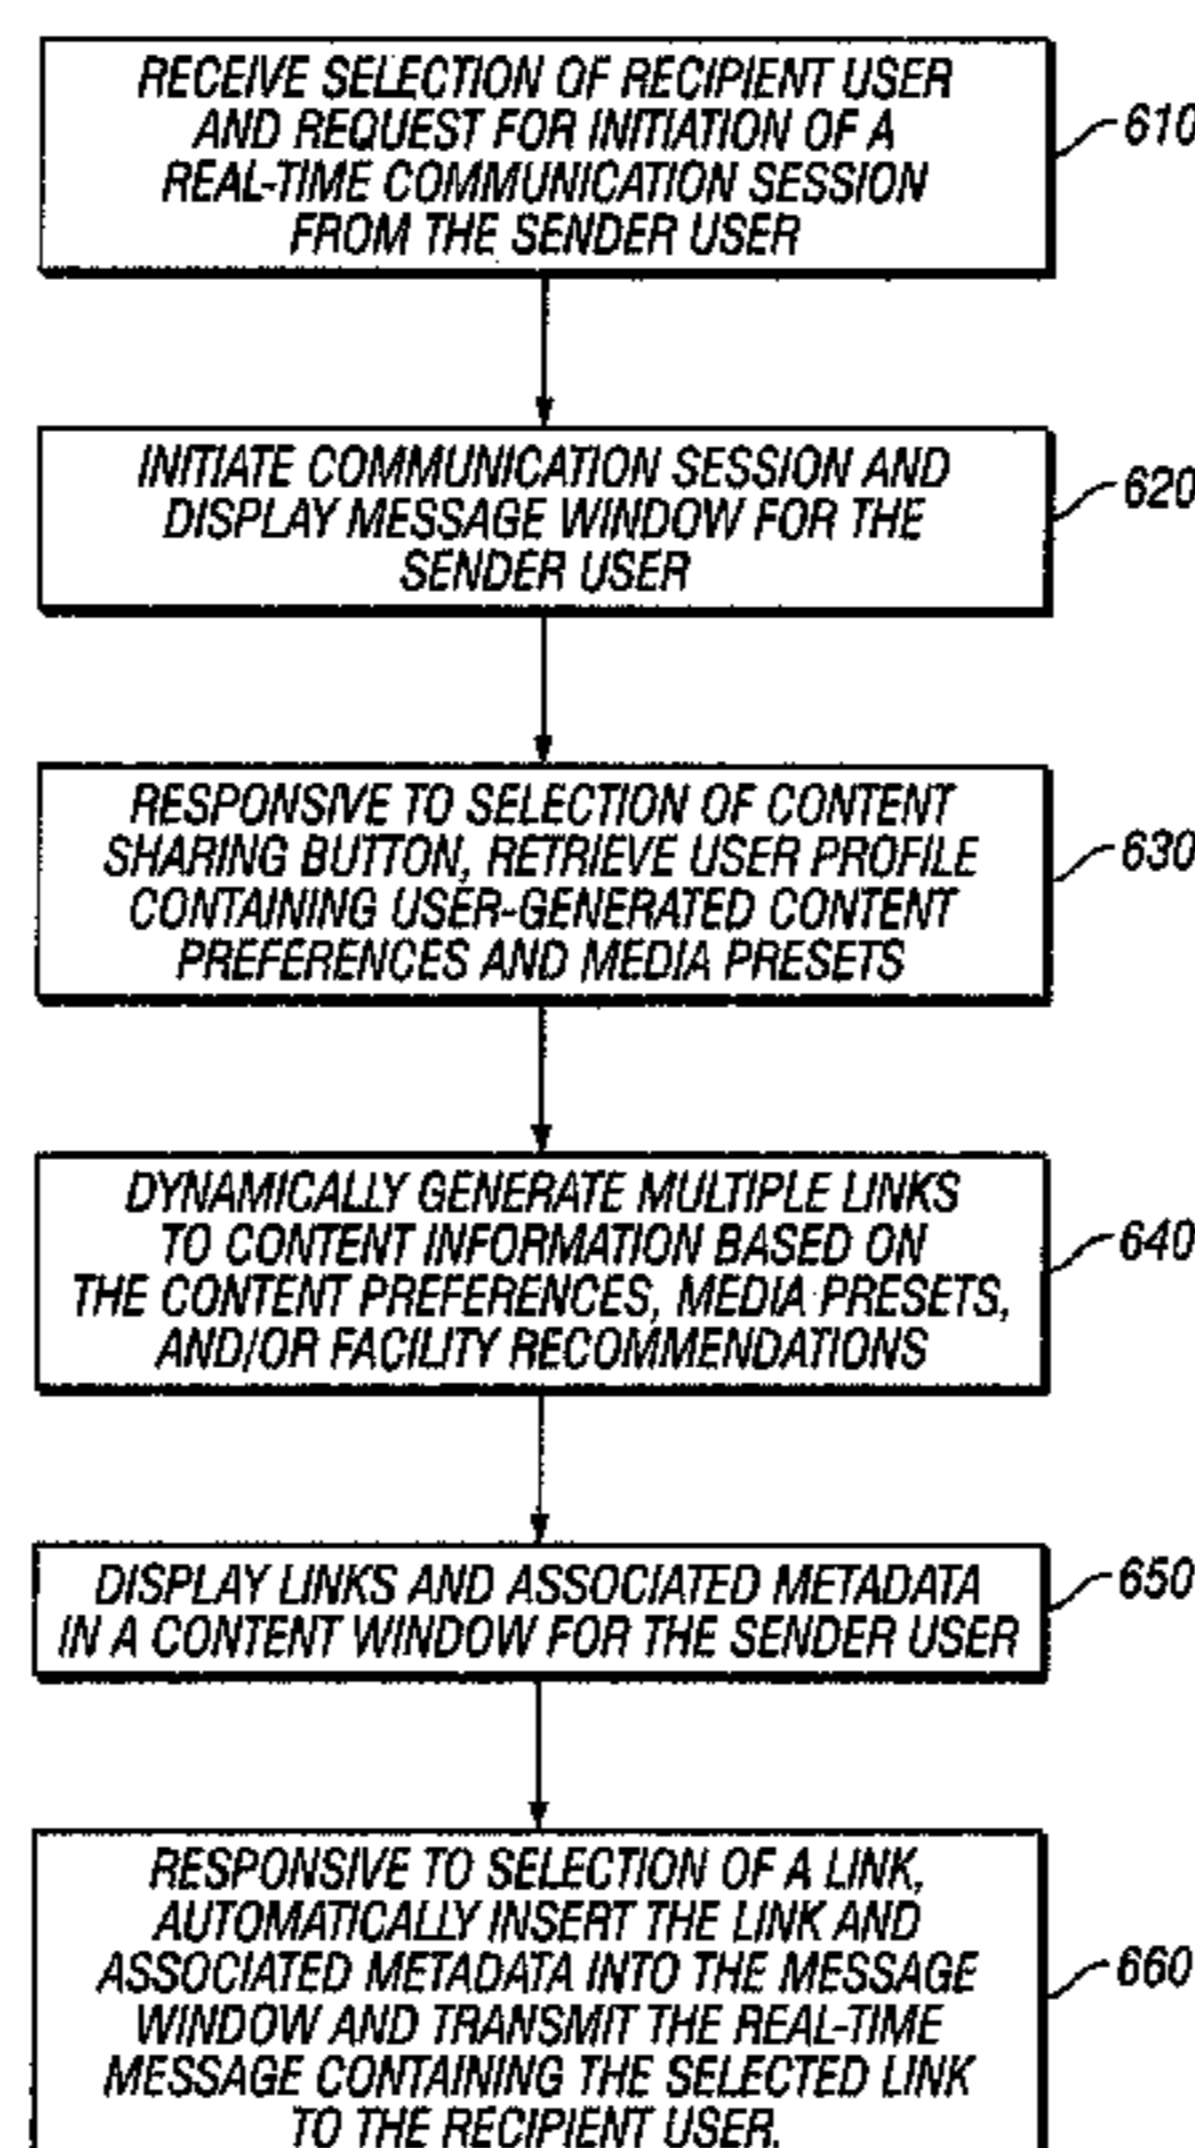 RECEIVE SELECTION OF RECIPIENT USER
AND REQUEST FOR INITIATION OF A
REAL-TIME COMMUNICATION SESSION
FROM THE SENDER USER
610
INITIATE COMMUNICATION SESSION AND
DISPLAY MESSAGE WINDOW FOR THE
SENDER USER
620
RESPONSIVE TO SELECTION OF CONTENT
SHARING BUTTON, RETRIEVE USER PROFILE
CONTAINING USER-GENERATED CONTENT
PREFERENCES AND MEDIA PRESETS
630
DYNAMICALLY GENERATE MULTIPLE LINKS
TO CONTENT INFORMATION BASED ON
THE CONTENT PREFERENCES, MEDIA PRESETS,
AND/OR FACILITY RECOMMENDATIONS
640
DISPLAY LINKS AND ASSOCIATED METADATA
IN A CONTENT WINDOW FOR THE SENDER USER
650
RESPONSIVE TO SELECTION OF A LINK,
AUTOMATICALLY INSERT THE LINK AND
ASSOCIATED METADATA INTO THE MESSAGE
WINDOW AND TRANSMIT THE REAL-TIME
MESSAGE CONTAINING THE SELECTED LINK
TO THE RECIPIENT USER.
660